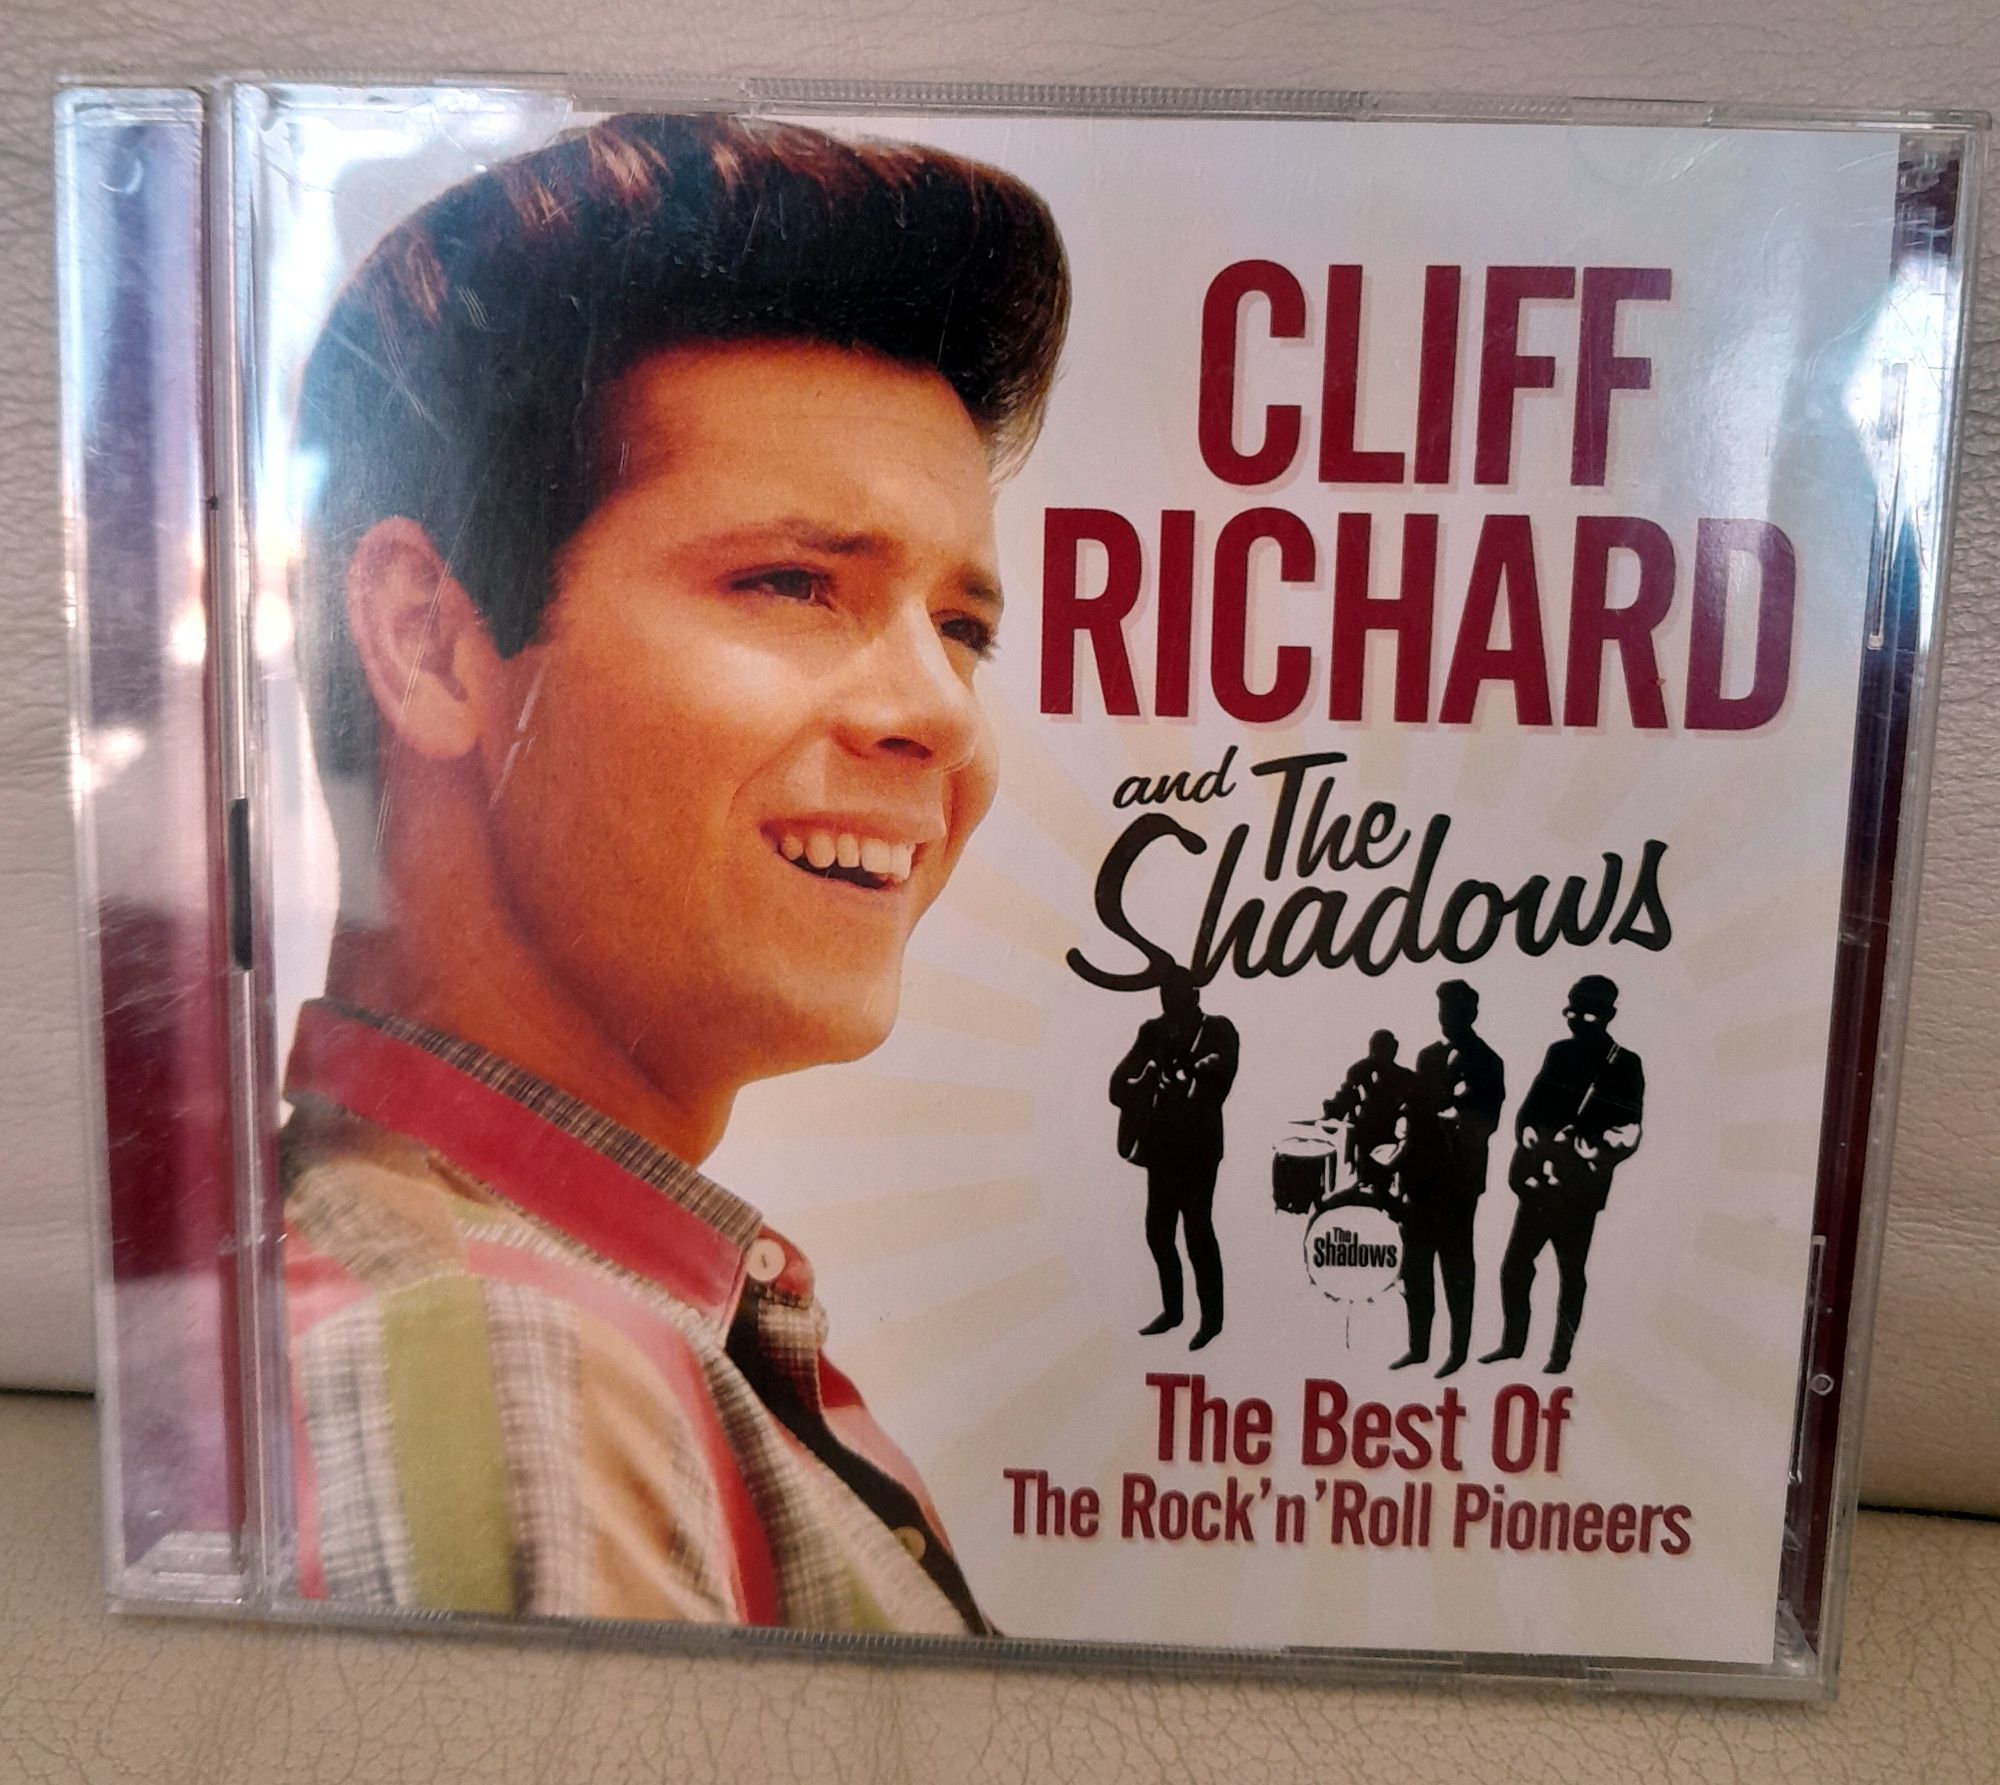 CLIFF
RICHARD
and The
Shadows
The
Shadows
The Best Of
The Rock'n'Roll Pioneers